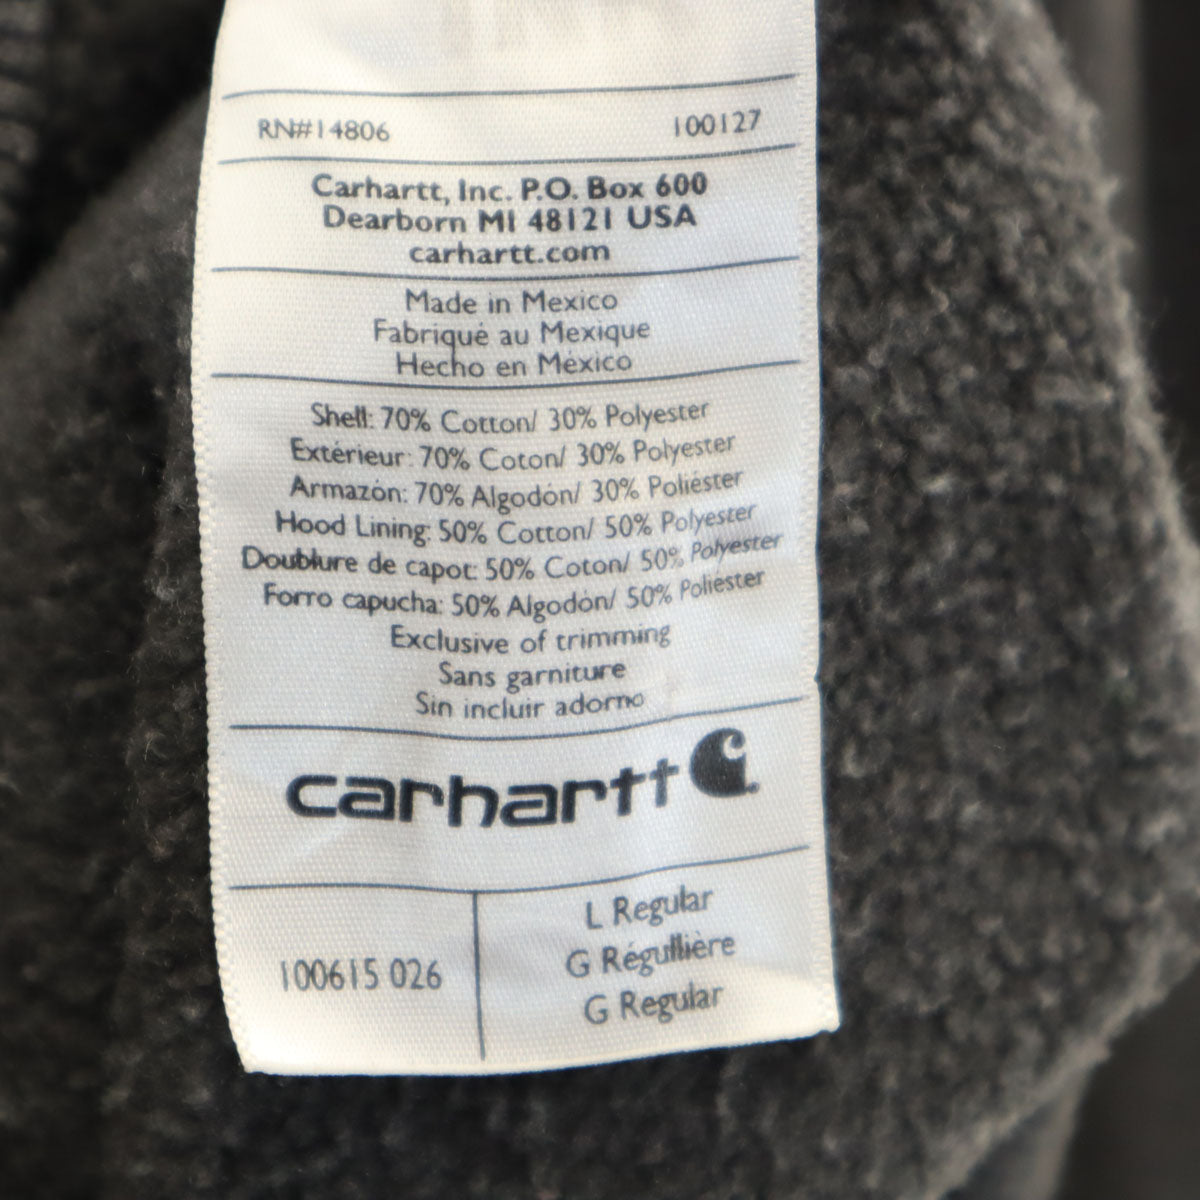 RN#14806 100127
Carhartt, Inc. P.O. Box 600
Dearborn MI 48121 USA
carhartt.com
Made in Mexico
Fabriqué au Mexique
Hecho en México
Shell: 70% Cotton/ 30% Polyester
Extérieur: 70% Coton/ 30% Polyester
Armazón: 70% Algodón/ 30% Poliéster
Hood Lining: 50% Cotton/ 50% Polyester
Doublure de capot: 50% Coton/ 50% Polyester
Forro capucha: 50% Algodón/ 50% Poliéster
Exclusive of trimming
Sans garniture
Sin incluir adorno
carhartt
100615 026
L Regular
G Régullière
G Regular